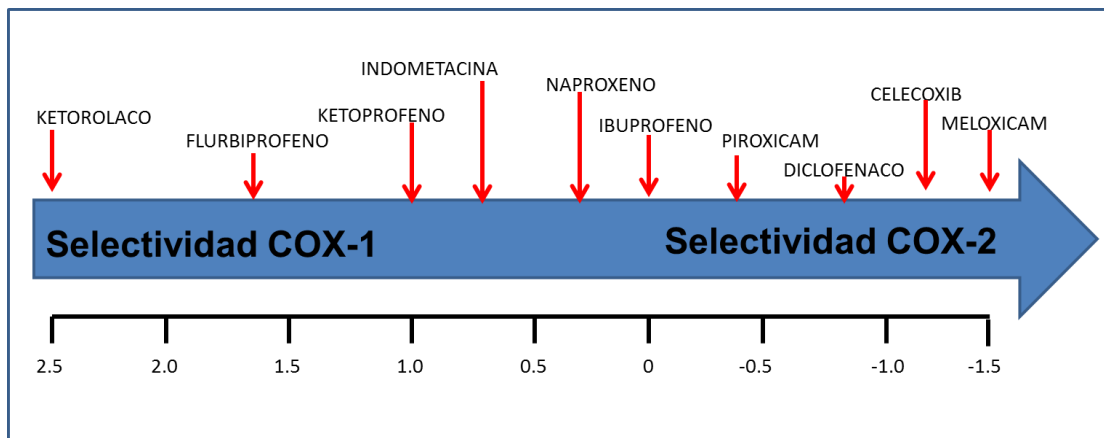 INDOMETACINA
NAPROXENO
CELECOXIB
KETOROLACO
KETOPROFENO
IBUPROFENO
MELOXICAM
FLURBIPROFENO
PIROXICAM
DICLOFENACO
Selectividad COX-1
Selectividad COX-2
2.5 2.0 1.5 1.0 0.5 0 -0.5 -1.0 -1.5